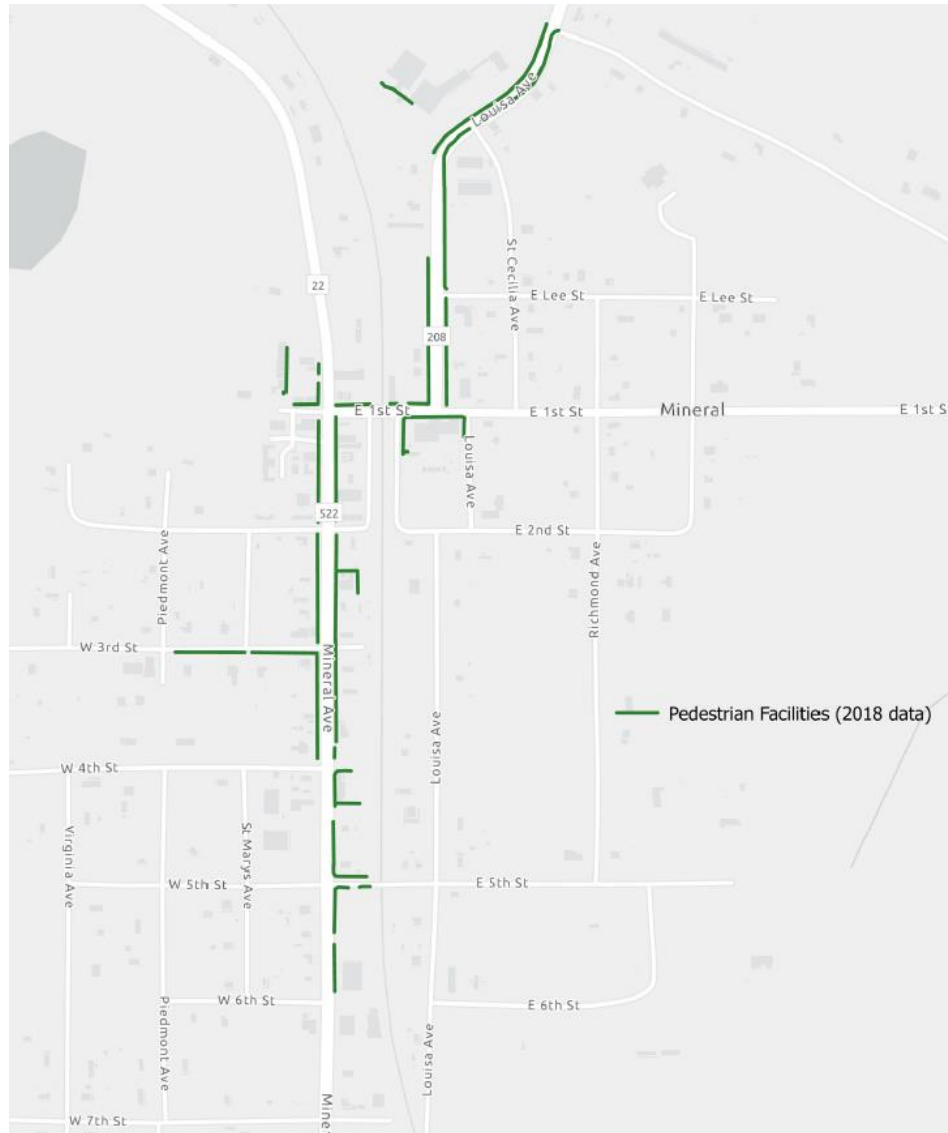 Louisa Ave
St Cecilia Ave
22
E Lee St
E Lee St
208
E 1st St
E 1st St
Mineral
E 1st S
Louisa Ave
522
E 2nd St
Piedmont Ave
Richmond Ave
W 3rd St
Mineral Ave
Pedestrian Facilities (2018 data)
Louisa Ave
W 4th St
Virginia Ave
St Marys Ave
W 5th St
E 5th St
W 6th St
E 6th St
Piedmont Ave
Louisa Ave
Mine
W 7th St